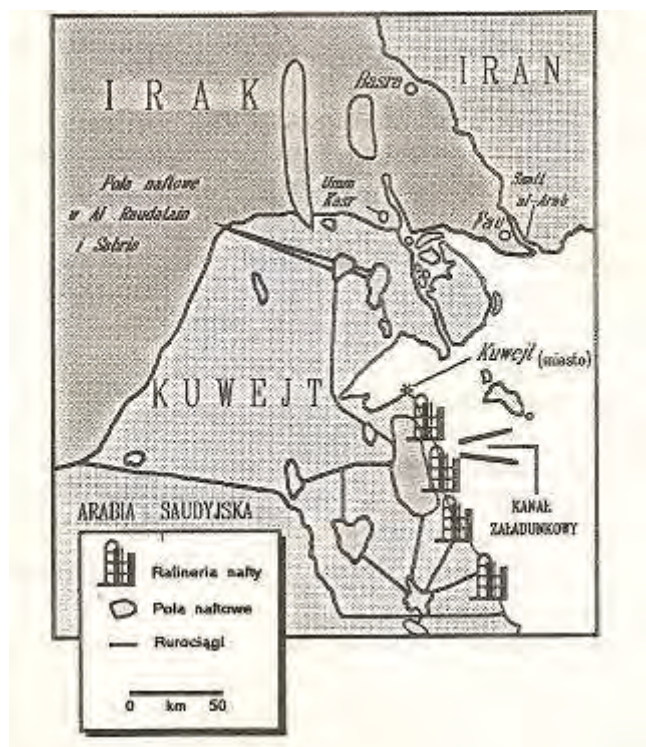 IRAK
IRAN
Basra
Pola naftowe
w Al Raudatain
i Sabria
Umm
Kasr
Fau
Szatt
al-Arab
Kuwejt (miasto)
KUWEJT
KANAŁ
ZAŁADUNKOWY
ARABIA SAUDYJSKA
Rafineria nafty
Pola naftowe
Rurociągi
0 km 50